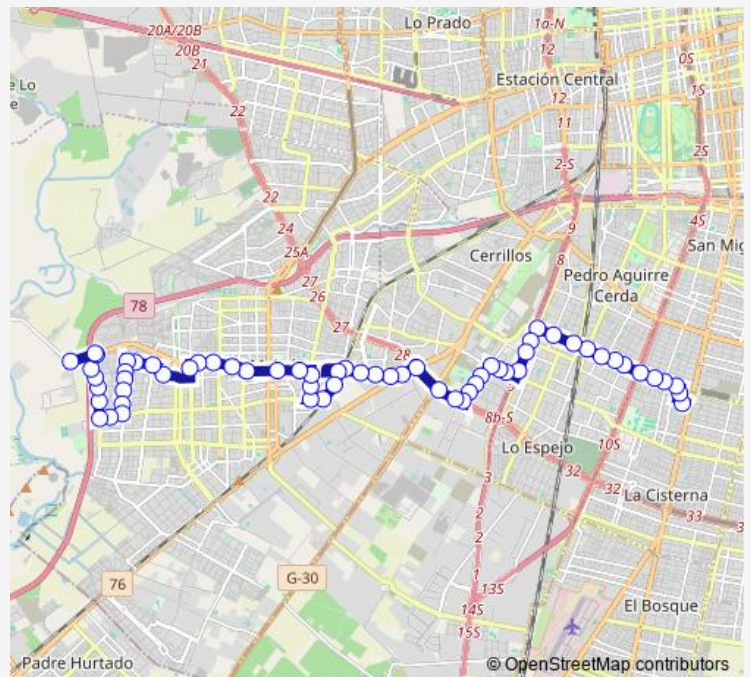 Lo Prado
1a-N
20A/20B
20B
12
21
0S
Estación Central
e Lo
e
1S
12
22
11
2S
2-S
22
4S
9
24
San Mig
25A
8
Cerrillos
27
Pedro Aguirre
Cerda
26
78
27
28
8b-S
Lo Espejo
10S
32
3
32
La Cisterna
33
3
2
2
76
G-30
1
13S
14S
El Bosque
15S
Padre Hurtado
© OpenStreetMap contributors